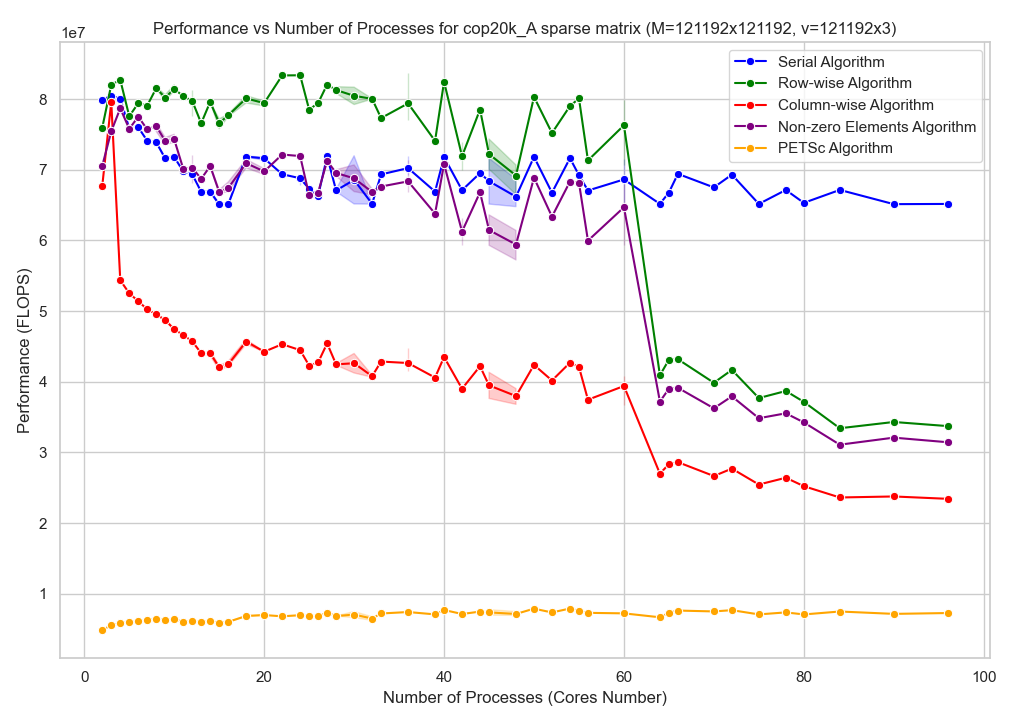 Performance vs Number of Processes for cop20k_A sparse matrix (M=121192x121192, v=121192x3)
1e7
Serial Algorithm
Row-wise Algorithm
Column-wise Algorithm
Non-zero Elements Algorithm
PETSc Algorithm
8
7
6
5
4
3
2
1
Performance (FLOPS)
0 20 40 60 80 100
Number of Processes (Cores Number)